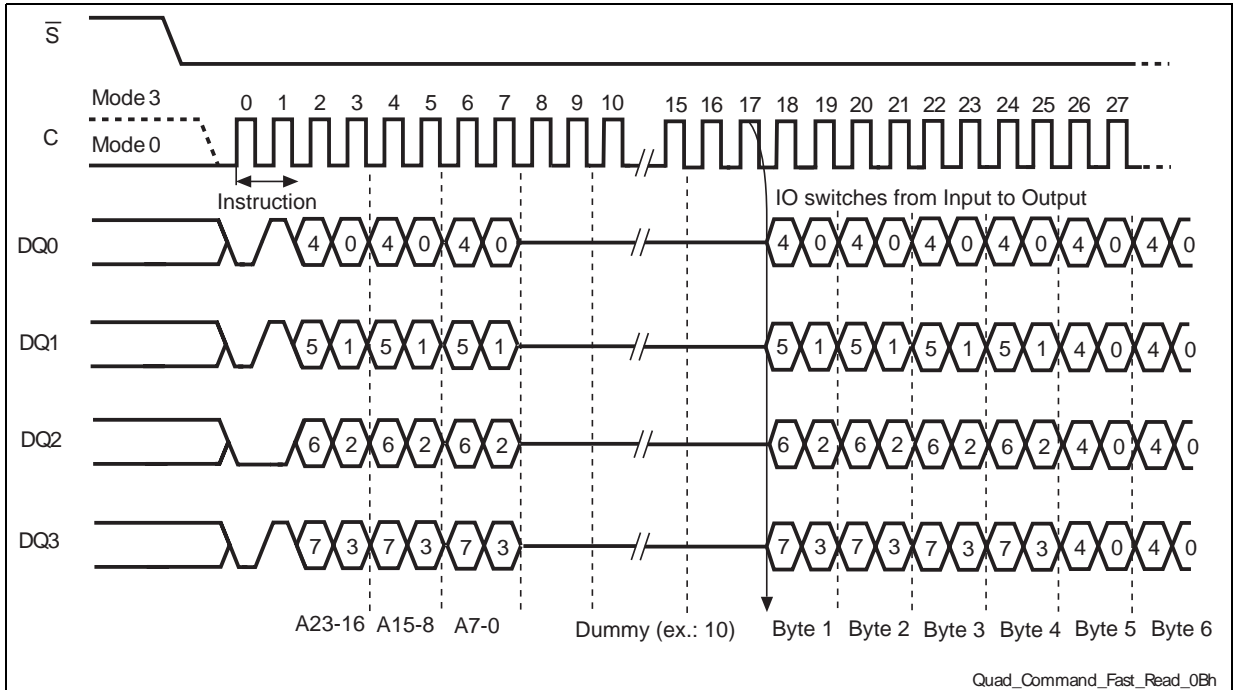 S
Mode 3
0 1 2 3 4 5 6 7 8 9 10 15 16 17 18 19 20 21 22 23 24 25 26 27
C
Mode 0
Instruction
IO switches from Input to Output
DQ0 4 0 4 0 4 0 4 0 4 0 4 0 4 0 4 0 4 0
DQ1 5 1 5 1 5 1 5 1 5 1 5 1 5 1 4 0 4 0
DQ2 6 2 6 2 6 2 6 2 6 2 6 2 6 2 4 0 4 0
DQ3 7 3 7 3 7 3 7 3 7 3 7 3 7 3 4 0 4 0
A23-16 A15-8 A7-0 Dummy (ex.: 10) Byte 1 Byte 2 Byte 3 Byte 4 Byte 5 Byte 6
Quad_Command_Fast_Read_0Bh